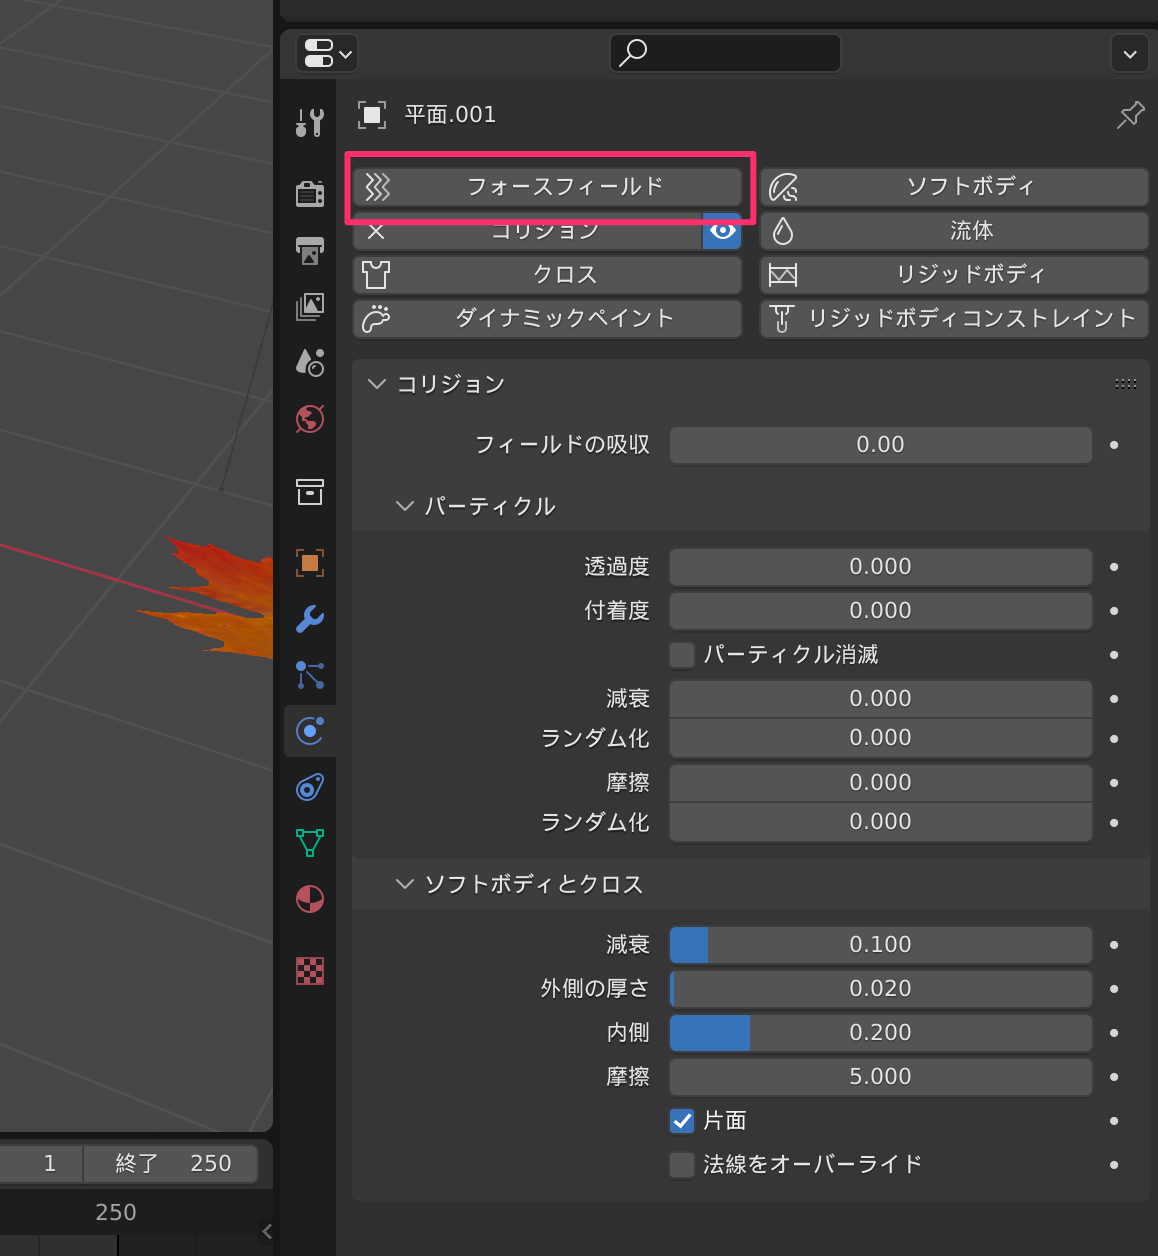 平面.001
フォースフィールド
ソフトボディ
コリジョン
流体
クロス
リジッドボディ
ダイナミックペイント
リジッドボディコンストレイント
コリジョン
フィールドの吸収 0.00
パーティクル
透過度 0.000
付着度 0.000
パーティクル消滅
減衰 0.000
ランダム化 0.000
摩擦 0.000
ランダム化 0.000
ソフトボディとクロス
減衰 0.100
外側の厚さ 0.020
内側 0.200
摩擦 5.000
片面
法線をオーバーライド
1 終了 250
250